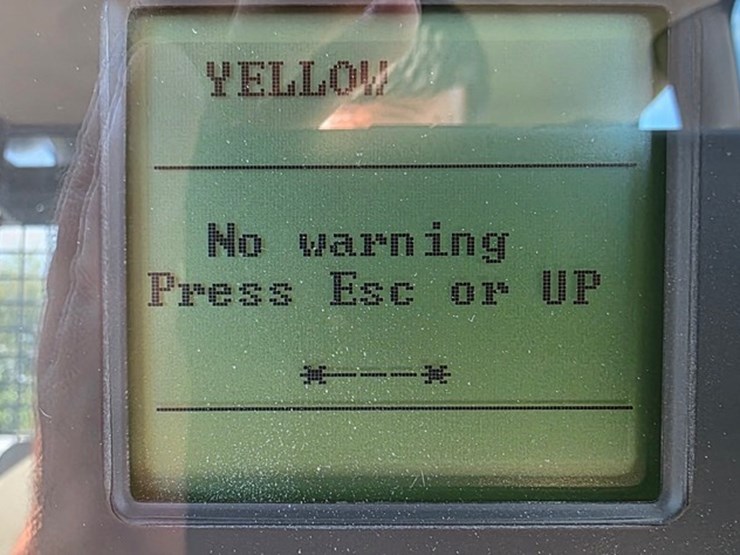 YELLOW
No warning
Press Esc or UP
*---*